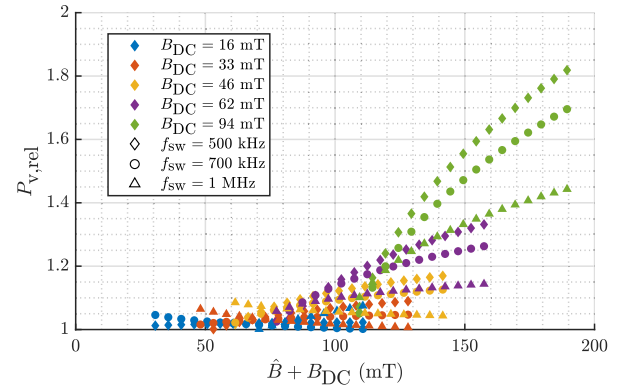 2
1.8
1.6
1.4
1.2
1
P_v,rel
B_DC = 16 mT
B_DC = 33 mT
B_DC = 46 mT
B_DC = 62 mT
B_DC = 94 mT
f_sw = 500 kHz
f_sw = 700 kHz
f_sw = 1 MHz
0 50 100 150 200
B̂ + B_DC (mT)